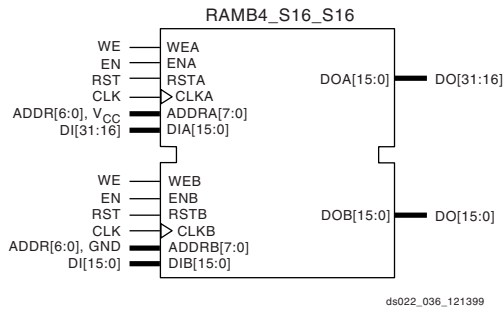 RAMB4_S16_S16
WE WEA
EN ENA
RST RSTA DOA[15:0] DO[31:16]
CLK CLKA
ADDR[6:0], VCC ADDRA[7:0]
DI[31:16] DIA[15:0]
WE WEB
EN ENB
RST RSTB DOB[15:0] DO[15:0]
CLK CLKB
ADDR[6:0], GND ADDRB[7:0]
DI[15:0] DIB[15:0]
ds022_036_121399